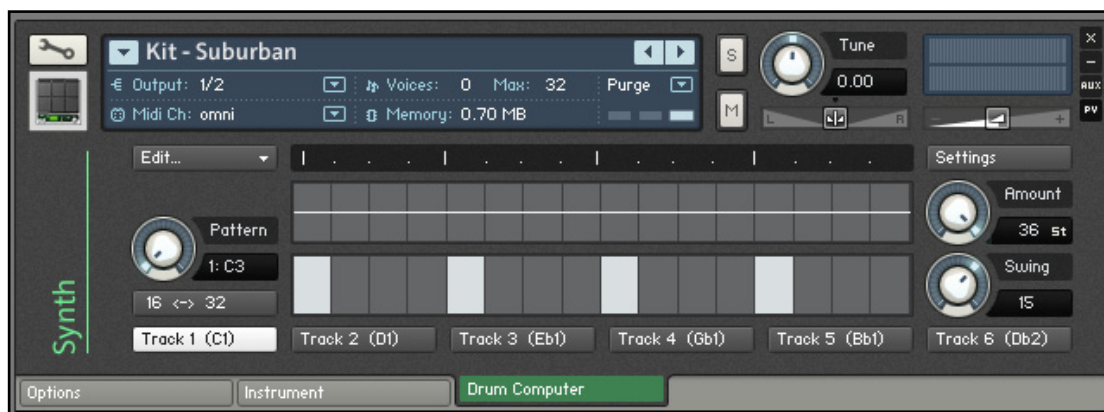 Kit - Suburban
Output: 1/2
Voices: 0 Max: 32
Purge
Midi Ch: omni
Memory: 0.70 MB
S
M
Tune
0.00
L
R
×
-
AUX
PV
- +
Edit...
Settings
Pattern
1: C3
16 <-> 32
Amount
36 St
Swing
15
Synth
Track 1 (C1)
Track 2 (D1)
Track 3 (Eb1)
Track 4 (Gb1)
Track 5 (Bb1)
Track 6 (Db2)
Options
Instrument
Drum Computer